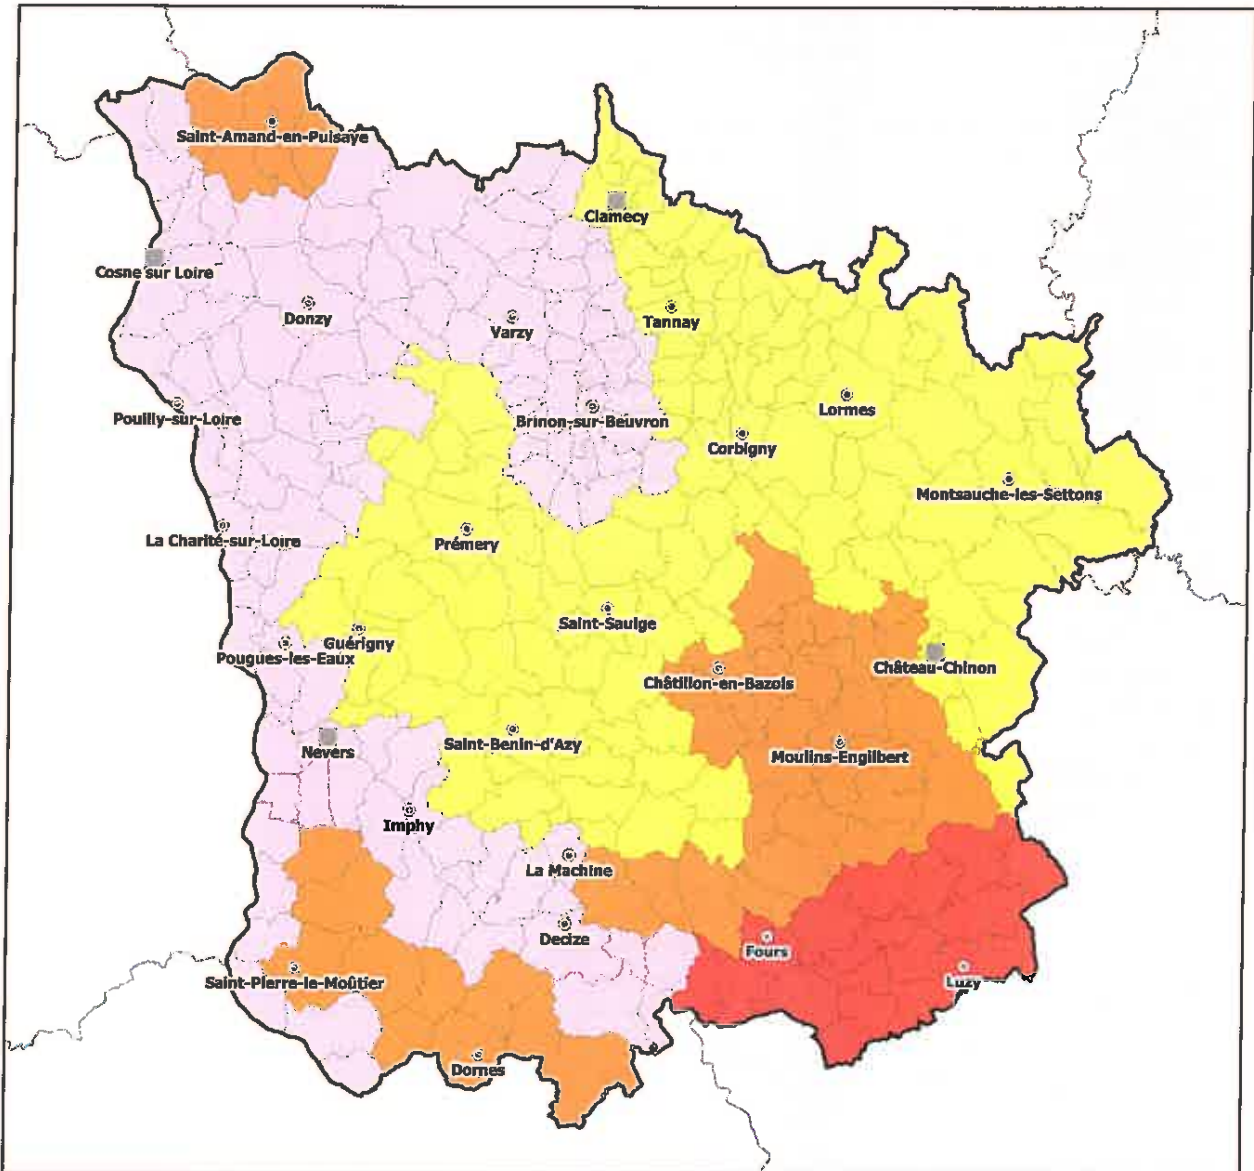 Saint-Amand-en-Puisaye
Clamecy
Cosne sur Loire
Donzy
Varzy
Tannay
Pouilly-sur-Loire
Brinon-sur-Beuvron
Lormes
Corbigny
Montsauche-les-Settons
La Charité-sur-Loire
Prémery
Saint-Saulge
Guérigny
Pougues-les-Eaux
Châtillon-en-Bazois
Château-Chinon
Nevers
Saint-Benin-d'Azy
Moulins-Engilbert
Imphy
La Machine
Decize
Fours
Saint-Pierre-le-Moûtier
Luzy
Dornes